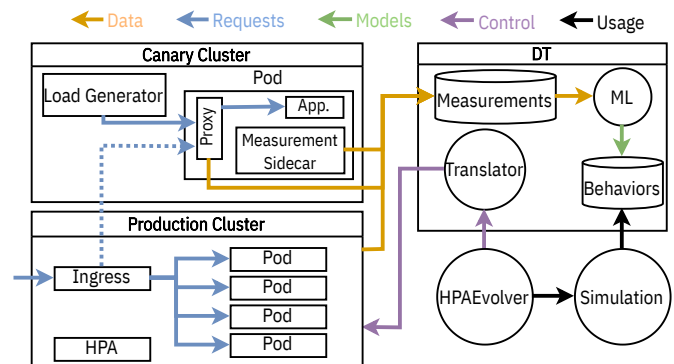 Data
Requests
Models
Control
Usage
Canary Cluster
Pod
Load Generator
Proxy
App.
Measurement
Sidecar
DT
Measurements
ML
Translator
Behaviors
Production Cluster
Ingress
Pod
Pod
Pod
Pod
HPA
HPAEvolver
Simulation